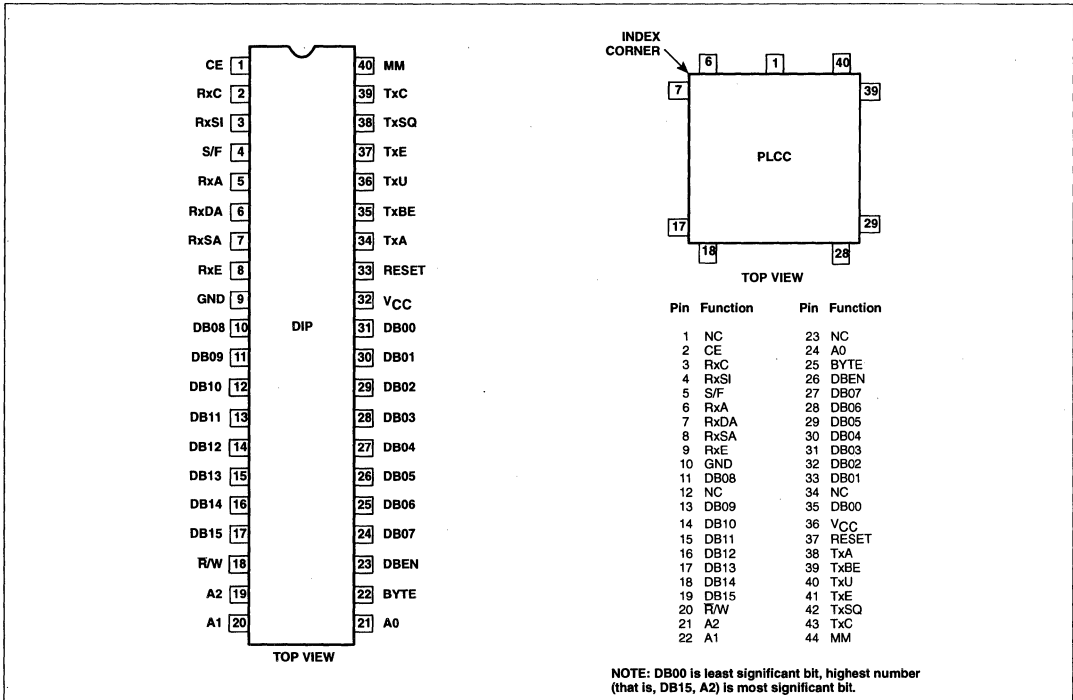 CE 1 40 MM
RxC 2 39 TxC
RxSI 3 38 TxSQ
S/F 4 37 TxE
RxA 5 36 TxU
RxDA 6 35 TxBE
RxSA 7 34 TxA
RxE 8 33 RESET
GND 9 32 VCC
DB08 10 DIP 31 DB00
DB09 11 30 DB01
DB10 12 29 DB02
DB11 13 28 DB03
DB12 14 27 DB04
DB13 15 26 DB05
DB14 16 25 DB06
DB15 17 24 DB07
R̅/W 18 23 DBEN
A2 19 22 BYTE
A1 20 21 A0
TOP VIEW
INDEX
CORNER
6 1 40
7 39
PLCC
17 29
18 28
TOP VIEW
Pin Function Pin Function
1 NC 23 NC
2 CE 24 A0
3 RxC 25 BYTE
4 RxSI 26 DBEN
5 S/F 27 DB07
6 RxA 28 DB06
7 RxDA 29 DB05
8 RxSA 30 DB04
9 RxE 31 DB03
10 GND 32 DB02
11 DB08 33 DB01
12 NC 34 NC
13 DB09 35 DB00
14 DB10 36 VCC
15 DB11 37 RESET
16 DB12 38 TxA
17 DB13 39 TxBE
18 DB14 40 TxU
19 DB15 41 TxE
20 R̅/W 42 TxSQ
21 A2 43 TxC
22 A1 44 MM
NOTE: DB00 is least significant bit, highest number
(that is, DB15, A2) is most significant bit.